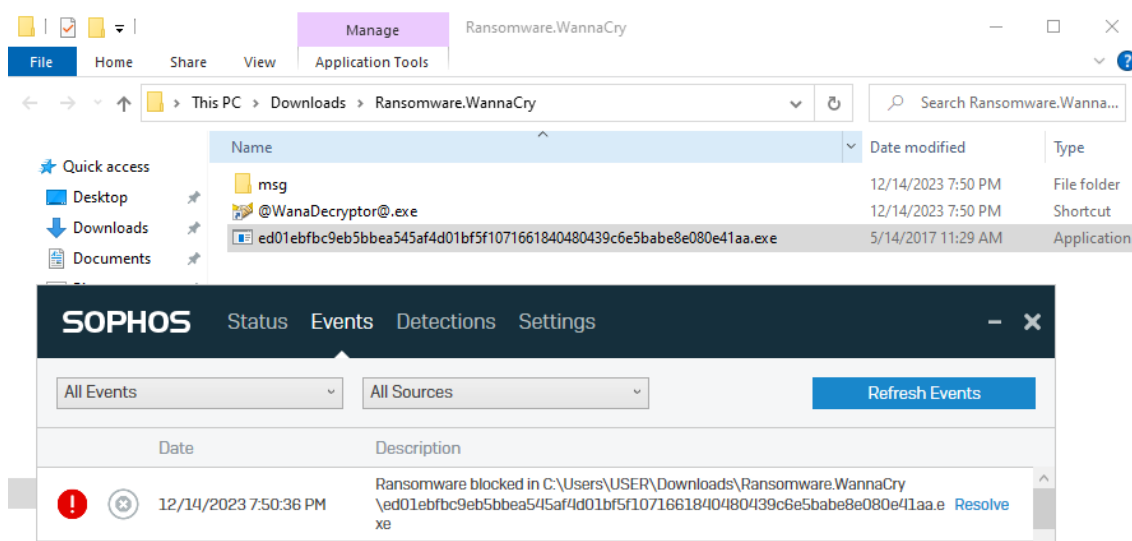 Manage
Ransomware.WannaCry
File Home Share View Application Tools
This PC > Downloads > Ransomware.WannaCry
Search Ransomware.Wanna...
Name Date modified Type
Quick access
Desktop
Downloads
Documents
msg 12/14/2023 7:50 PM File folder
@WanaDecryptor@.exe 12/14/2023 7:50 PM Shortcut
ed01ebfbc9eb5bbea545af4d01bf5f1071661840480439c6e5babe8e080e41aa.exe 5/14/2017 11:29 AM Application
SOPHOS Status Events Detections Settings
All Events All Sources Refresh Events
Date Description
12/14/2023 7:50:36 PM
Ransomware blocked in C:\Users\USER\Downloads\Ransomware.WannaCry
\ed01ebfbc9eb5bbea545af4d01bf5f1071661840480439c6e5babe8e080e41aa.e Resolve
xe